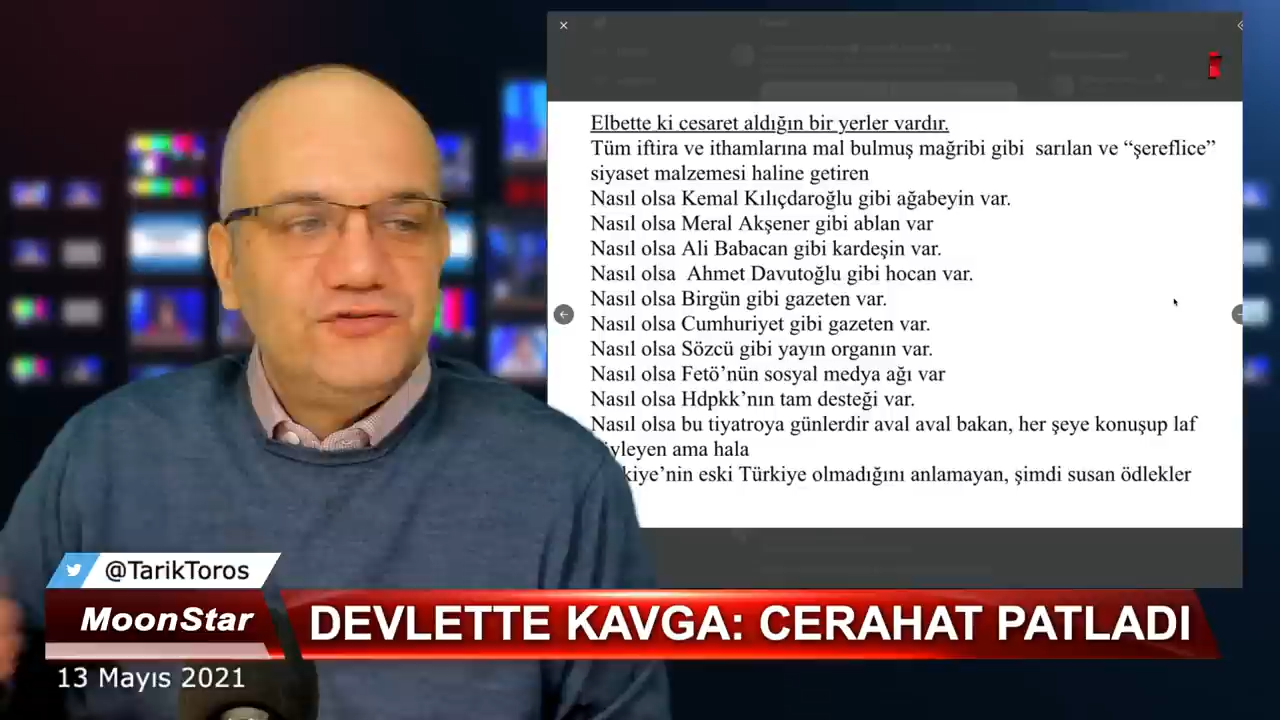 Elbette ki cesaret aldığın bir yerler vardır.
Tüm iftira ve ithamlarına mal bulmuş mağribi gibi sarılan ve “şereflice”
siyaset malzemesi haline getiren
Nasıl olsa Kemal Kılıçdaroğlu gibi ağabeyin var.
Nasıl olsa Meral Akşener gibi ablan var
Nasıl olsa Ali Babacan gibi kardeşin var.
Nasıl olsa Ahmet Davutoğlu gibi hocan var.
Nasıl olsa Birgün gibi gazeten var.
Nasıl olsa Cumhuriyet gibi gazeten var.
Nasıl olsa Sözcü gibi yayın organın var.
Nasıl olsa Fetö’nün sosyal medya ağı var
Nasıl olsa Hdpkk’nın tam desteği var.
Nasıl olsa bu tiyatroya günlerdir aval aval bakan, her şeye konuşup laf
yleyen ama hala
kiye’nin eski Türkiye olmadığını anlamayan, şimdi susan ödlekler
@TarikToros
MoonStar
DEVLETTE KAVGA: CERAHAT PATLADI
13 Mayıs 2021